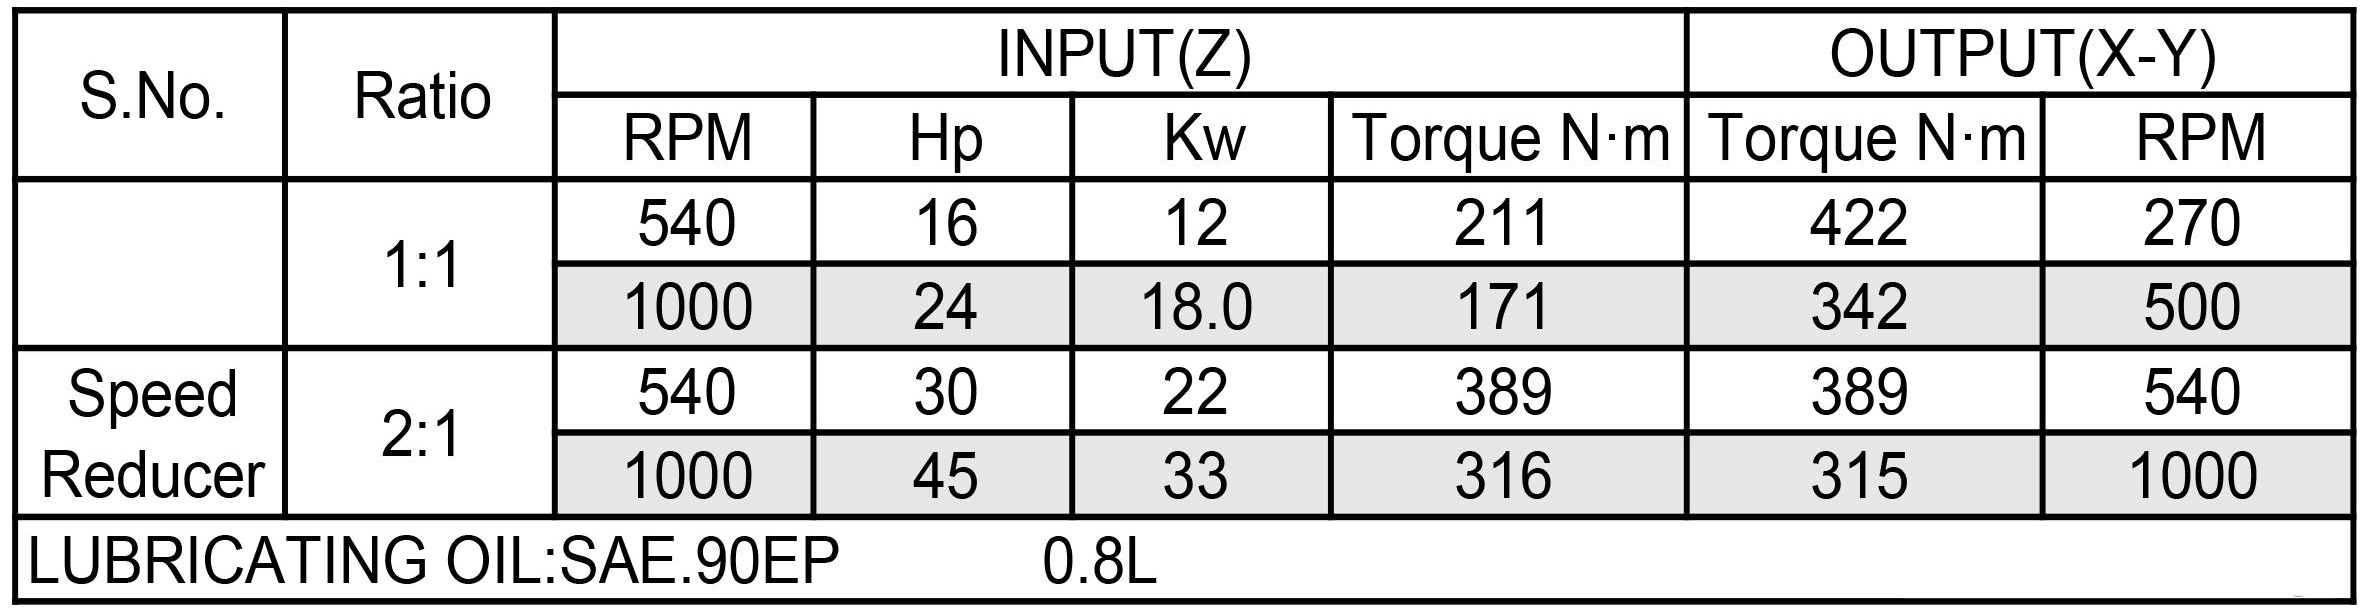 S.No. Ratio INPUT(Z) OUTPUT(X-Y)
RPM Hp Kw Torque N·m Torque N·m RPM
1:1 540 16 12 211 422 270
1000 24 18.0 171 342 500
Speed Reducer 2:1 540 30 22 389 389 540
1000 45 33 316 315 1000
LUBRICATING OIL:SAE.90EP 0.8L